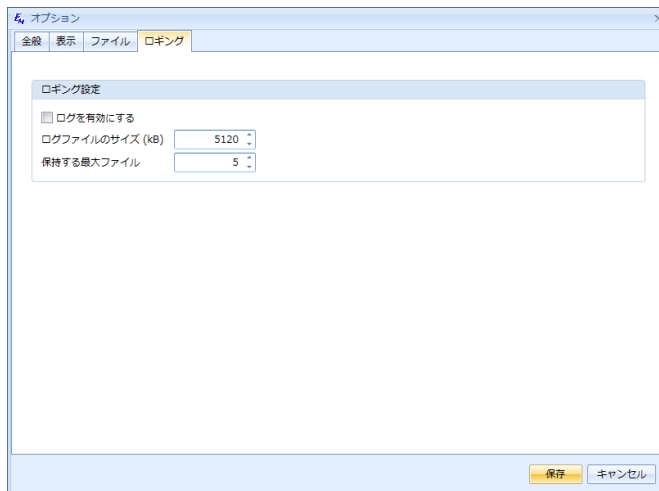 EM オプション
全般 表示 ファイル ロギング
ロギング設定
ログを有効にする
ログファイルのサイズ (kB) 5120
保持する最大ファイル 5
保存 キャンセル